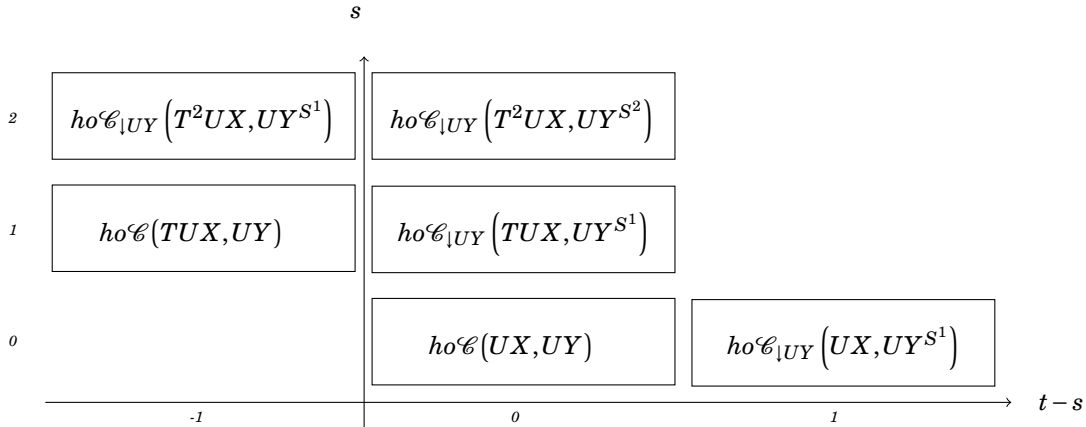 s
2 ho𝒞↓UY (T²UX, UY^{S¹}) ho𝒞↓UY (T²UX, UY^{S²})
1 ho𝒞(TUX, UY) ho𝒞↓UY (TUX, UY^{S¹})
0 ho𝒞(UX, UY) ho𝒞↓UY (UX, UY^{S¹})
t − s
-1 0 1